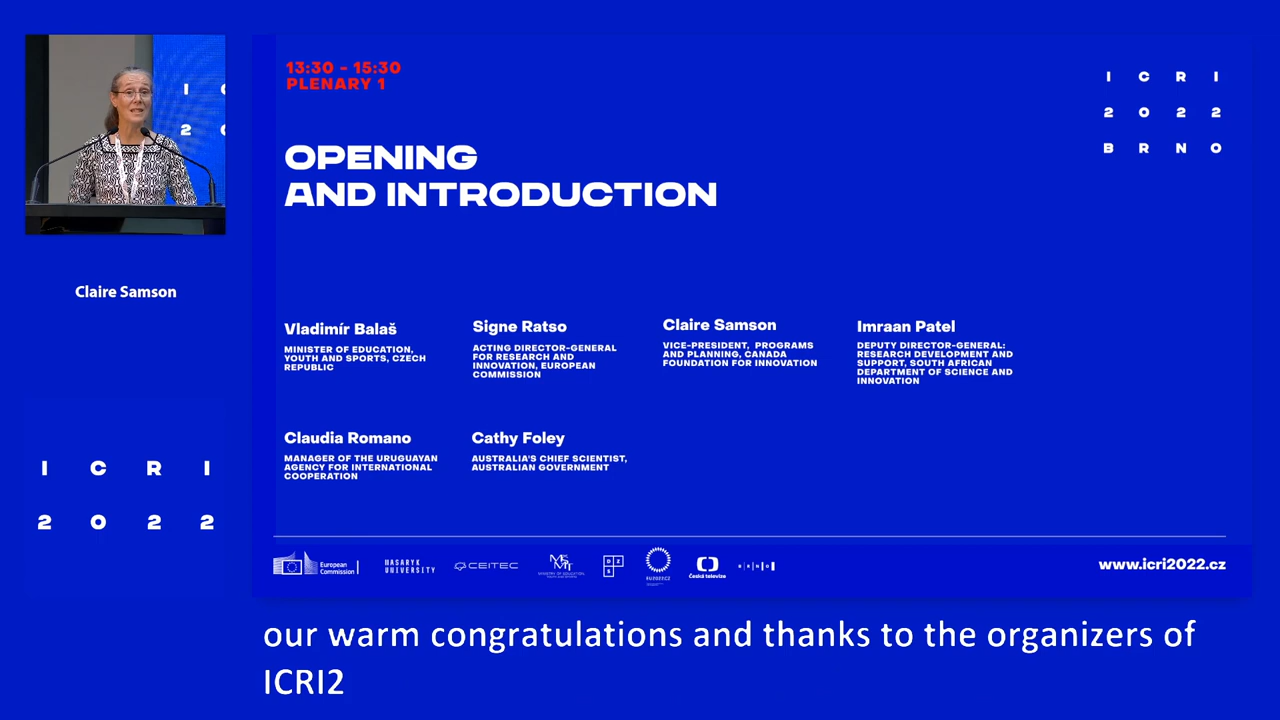 I C
2 0
Claire Samson
I C R I
2 0 2 2
13:30 - 15:30
PLENARY 1
I C R I
2 0 2 2
B R N O
OPENING
AND INTRODUCTION
Vladimír Balaš
MINISTER OF EDUCATION,
YOUTH AND SPORTS, CZECH
REPUBLIC
Signe Ratso
ACTING DIRECTOR-GENERAL
FOR RESEARCH AND
INNOVATION, EUROPEAN
COMMISSION
Claire Samson
VICE-PRESIDENT, PROGRAMS
AND PLANNING, CANADA
FOUNDATION FOR INNOVATION
Imraan Patel
DEPUTY DIRECTOR-GENERAL:
RESEARCH DEVELOPMENT AND
SUPPORT, SOUTH AFRICAN
DEPARTMENT OF SCIENCE AND
INNOVATION
Claudia Romano
MANAGER OF THE URUGUAYAN
AGENCY FOR INTERNATIONAL
COOPERATION
Cathy Foley
AUSTRALIA'S CHIEF SCIENTIST,
AUSTRALIAN GOVERNMENT
European
Commission
MASARYK
UNIVERSITY
CEITEC
Česká televize
B R N O
www.icri2022.cz
our warm congratulations and thanks to the organizers of
ICRI2